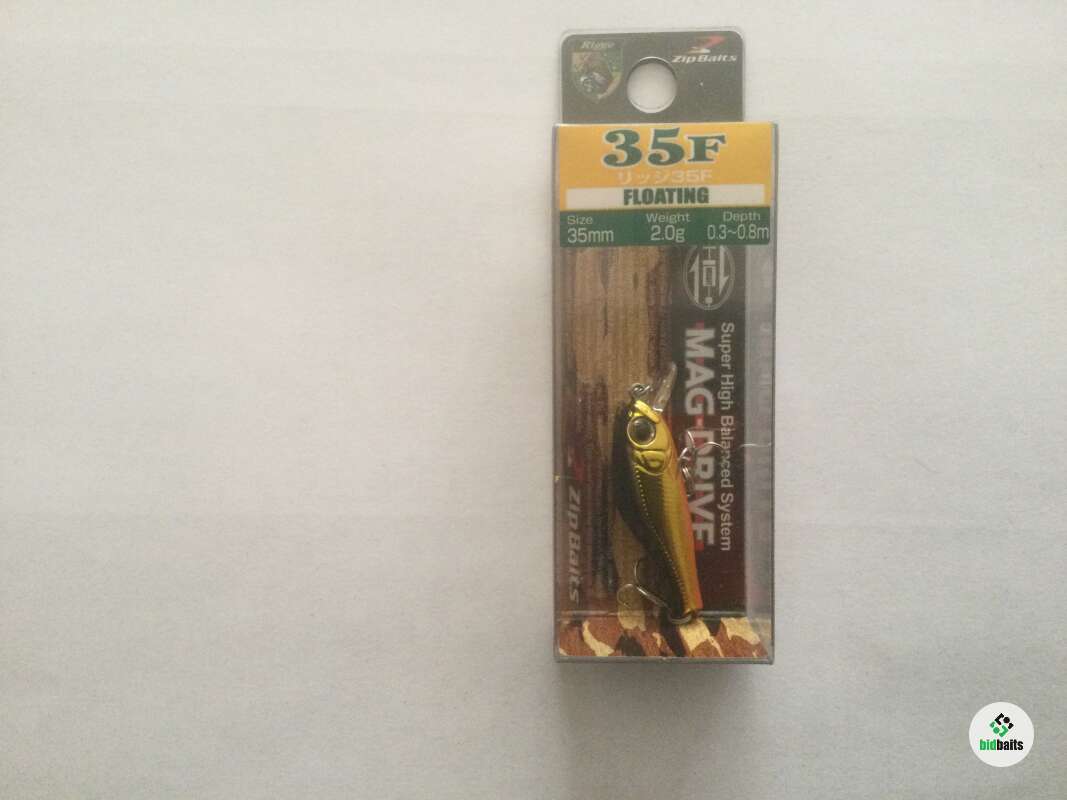 Rigge
ZipBaits
35F
リッジ35F
FLOATING
Size
35mm
Weight
2.0g
Depth
0.3~0.8m
Super High Balanced System
MAG-DRIVE
ZipBaits
bidbaits